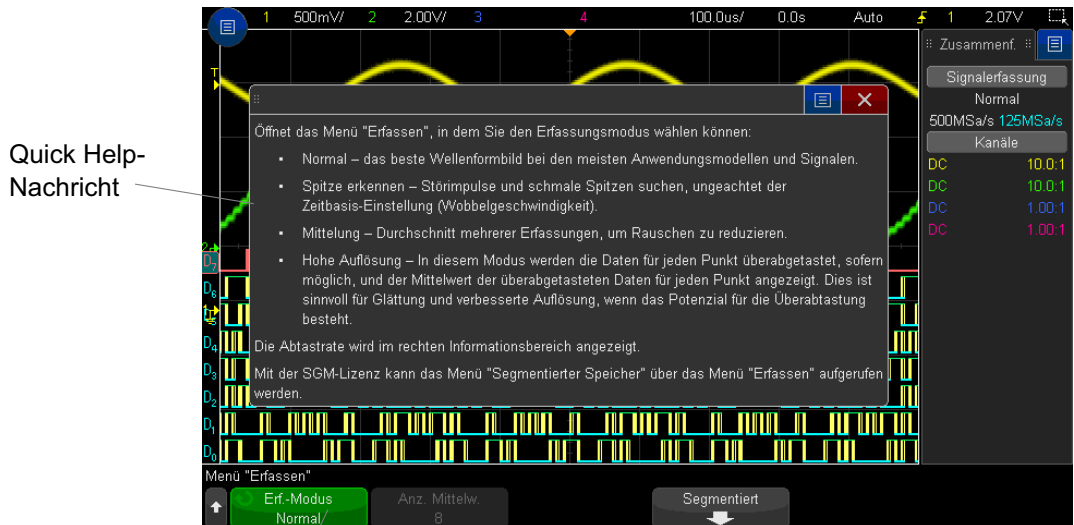 1 500mV/ 2 2.00V/ 3 4 100.0us/ 0.0s Auto 1 2.07V
Zusammenf.
Signalerfassung
Normal
500MSa/s 125MSa/s
Kanäle
DC 10.0:1
DC 10.0:1
DC 1.00:1
DC 1.00:1
Quick Help-
Nachricht
T
Öffnet das Menü "Erfassen", in dem Sie den Erfassungsmodus wählen können:
• Normal – das beste Wellenformbild bei den meisten Anwendungsmodellen und Signalen.
• Spitze erkennen – Störimpulse und schmale Spitzen suchen, ungeachtet der
Zeitbasis-Einstellung (Wobbelgeschwindigkeit).
• Mittelung – Durchschnitt mehrerer Erfassungen, um Rauschen zu reduzieren.
• Hohe Auflösung – In diesem Modus werden die Daten für jeden Punkt überabgetastet, sofern
möglich, und der Mittelwert der überabgetasteten Daten für jeden Punkt angezeigt. Dies ist
sinnvoll für Glättung und verbesserte Auflösung, wenn das Potenzial für die Überabtastung
besteht.
Die Abtastrate wird im rechten Informationsbereich angezeigt.
Mit der SGM-Lizenz kann das Menü "Segmentierter Speicher" über das Menü "Erfassen" aufgerufen
werden.
2
D7
D6
D4
D3
D2
D1
D0
Menü "Erfassen"
Erf.-Modus
Normal
Anz. Mittelw.
8
Segmentiert